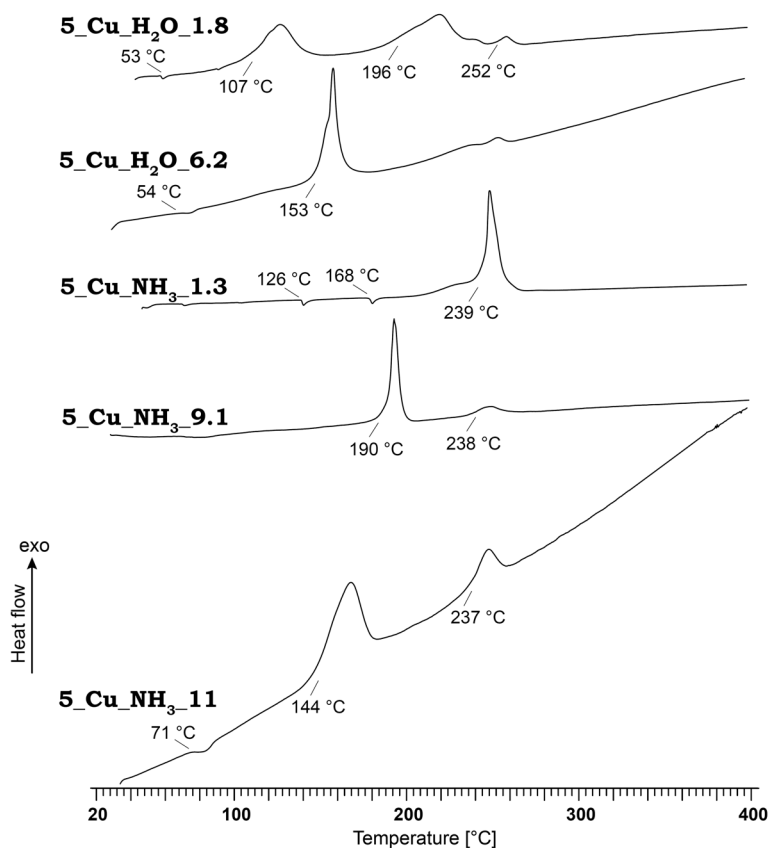 5_Cu_H₂O_1.8
53 °C
107 °C
196 °C
252 °C
5_Cu_H₂O_6.2
54 °C
153 °C
5_Cu_NH₃_1.3
126 °C
168 °C
239 °C
5_Cu_NH₃_9.1
190 °C
238 °C
exo
Heat flow
237 °C
5_Cu_NH₃_11
144 °C
71 °C
20 100 200 300 400
Temperature [°C]